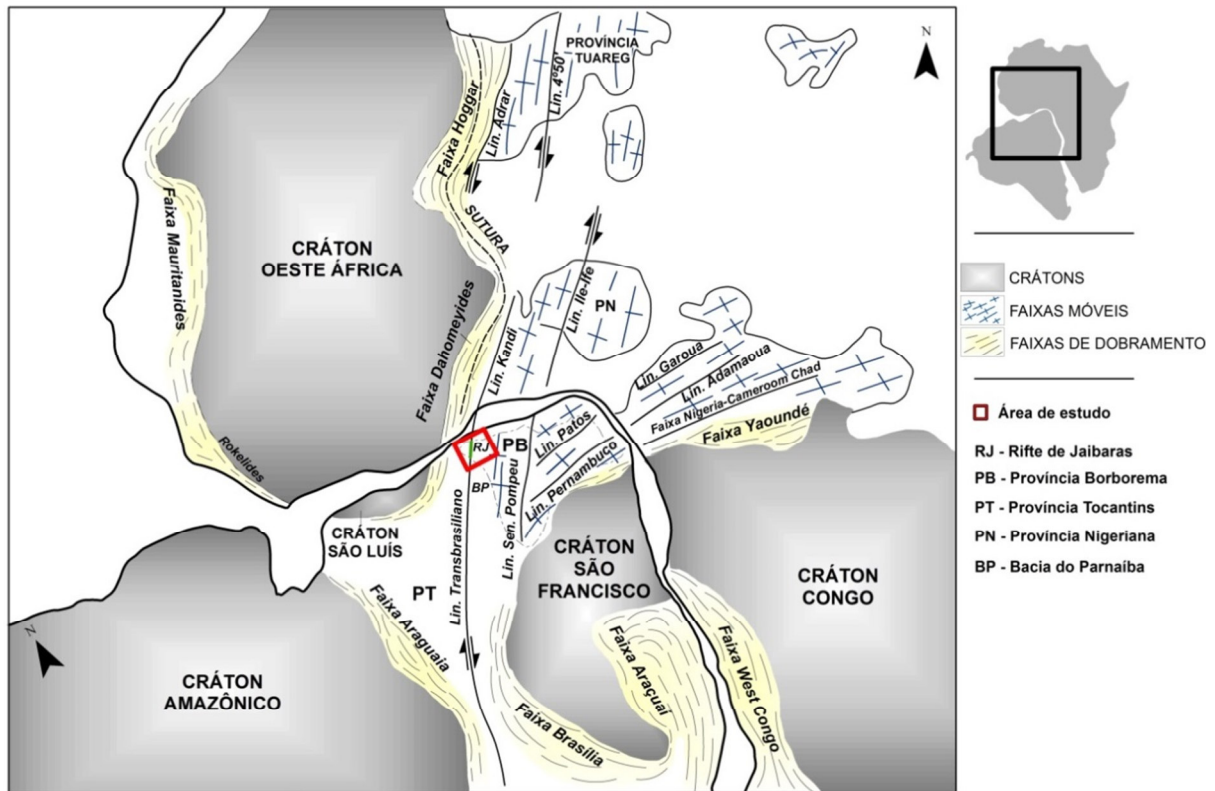 PROVÍNCIA
TUAREG
N
Lin. 4º50'
Lin. Adrar
Faixa Hoggar
SUTURA
Faixa Mauritanides
CRÁTON
OESTE ÁFRICA
Faixa Dahomeyides
Lin. Kandi
Lin. Ile-Ife
PN
Lin. Garoua
Lin. Adamaoua
Faixa Nigeria-Cameroom Chad
Faixa Yaoundé
Rokelides
RJ
PB
BP
Lin. Patos
Lin. Pernambuco
Lin. Sen. Pompeu
Lin. Transbrasiliano
CRÁTON
SÃO LUÍS
PT
CRÁTON
SÃO
FRANCISCO
CRÁTON
CONGO
N
Faixa Araguaia
CRÁTON
AMAZÔNICO
Faixa Brasília
Faixa Araçuaí
Faixa West Congo
CRÁTONS
FAIXAS MÓVEIS
FAIXAS DE DOBRAMENTO
Área de estudo
RJ - Rifte de Jaibaras
PB - Província Borborema
PT - Província Tocantins
PN - Província Nigeriana
BP - Bacia do Parnaíba